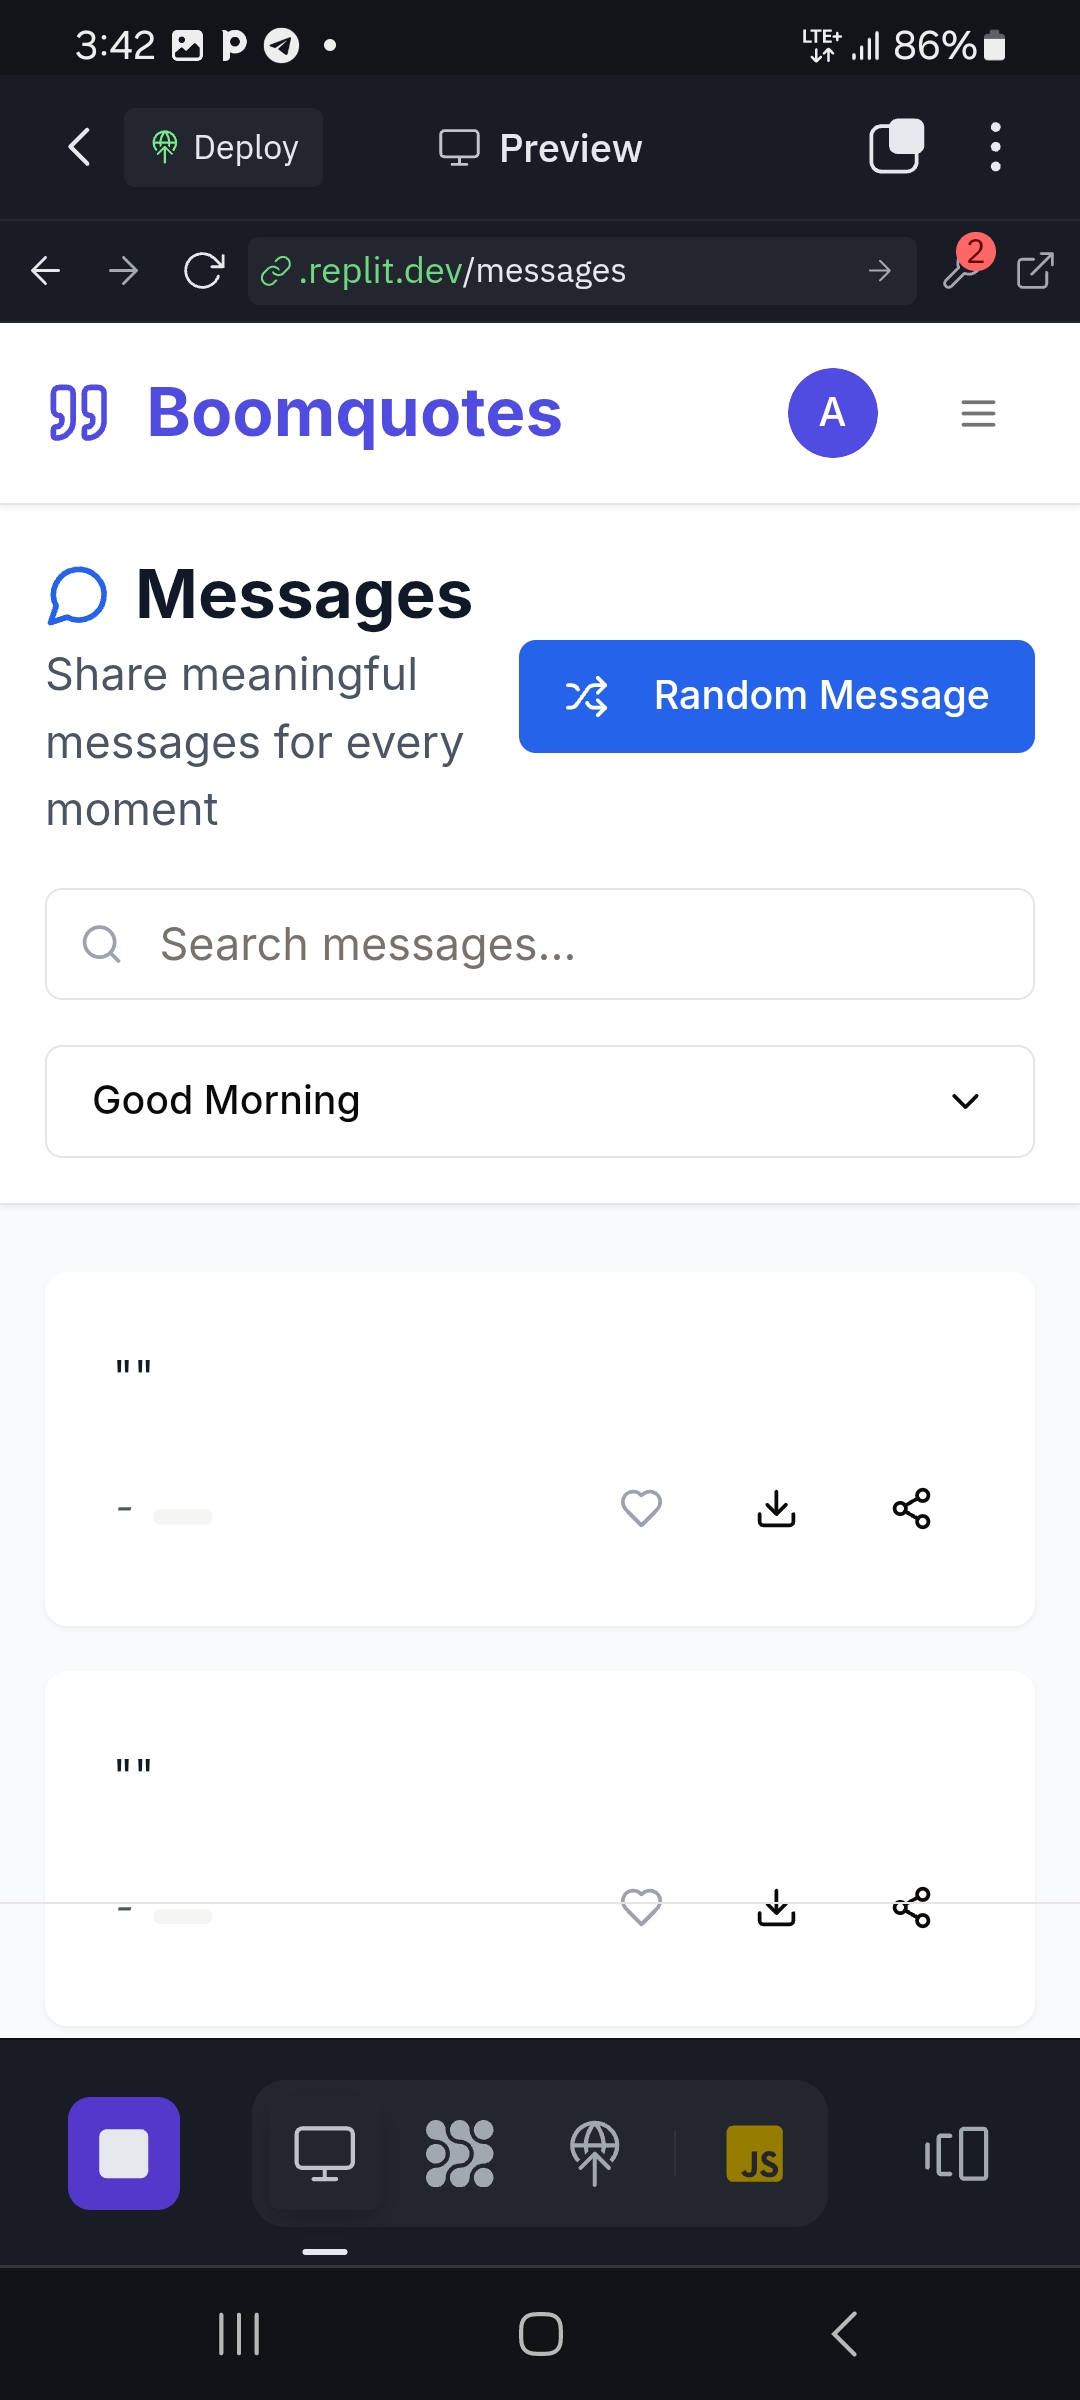 3:42 LTE+ 86%
Deploy
Preview
.replit.dev/messages
2
Boomquotes
A
Messages
Share meaningful
messages for every
moment
Random Message
Search messages...
Good Morning
""
-
""
-
JS